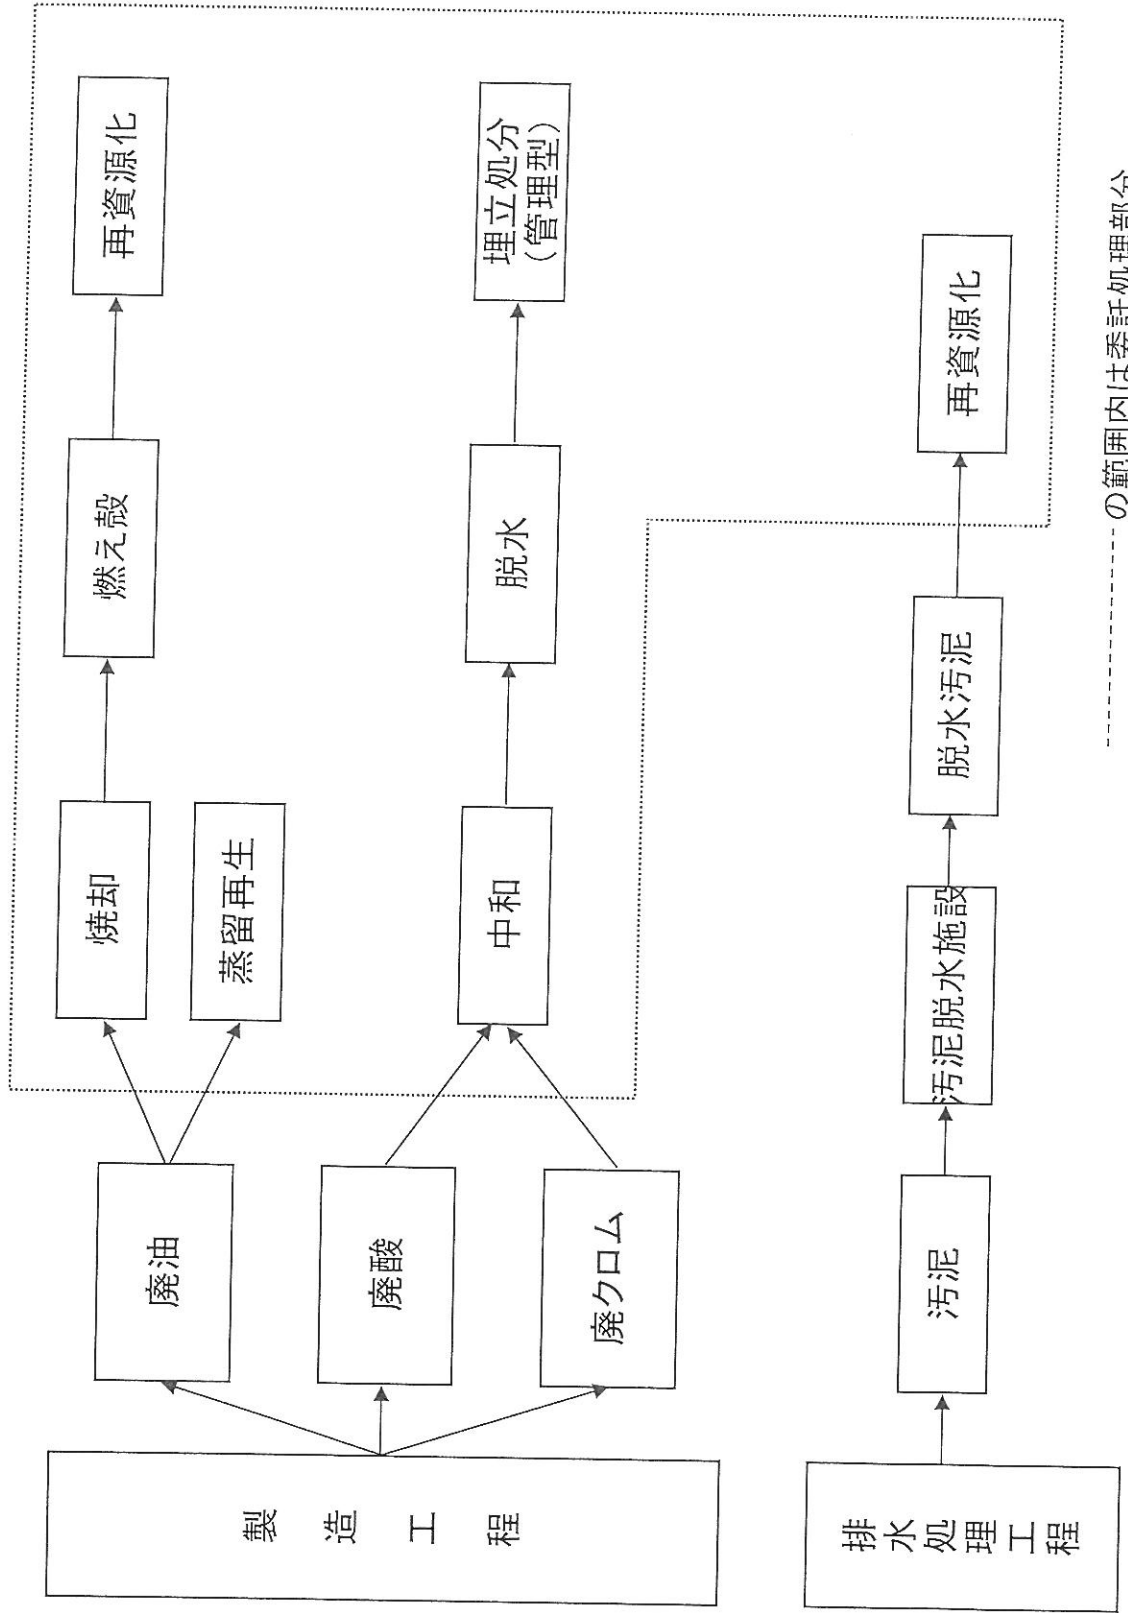 製造工程
廃油
焼却
燃え殻
再資源化
蒸留再生
廃酸
廃クロム
中和
脱水
埋立処分
（管理型）
排水処理工程
汚泥
汚泥脱水施設
脱水汚泥
再資源化
の範囲内は委託処理部分